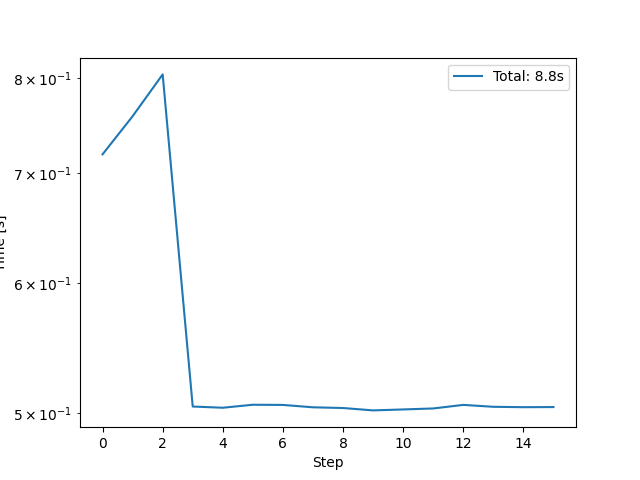 Total: 8.8s
8 × 10⁻¹
7 × 10⁻¹
6 × 10⁻¹
5 × 10⁻¹
[s]
0 2 4 6 8 10 12 14
Step